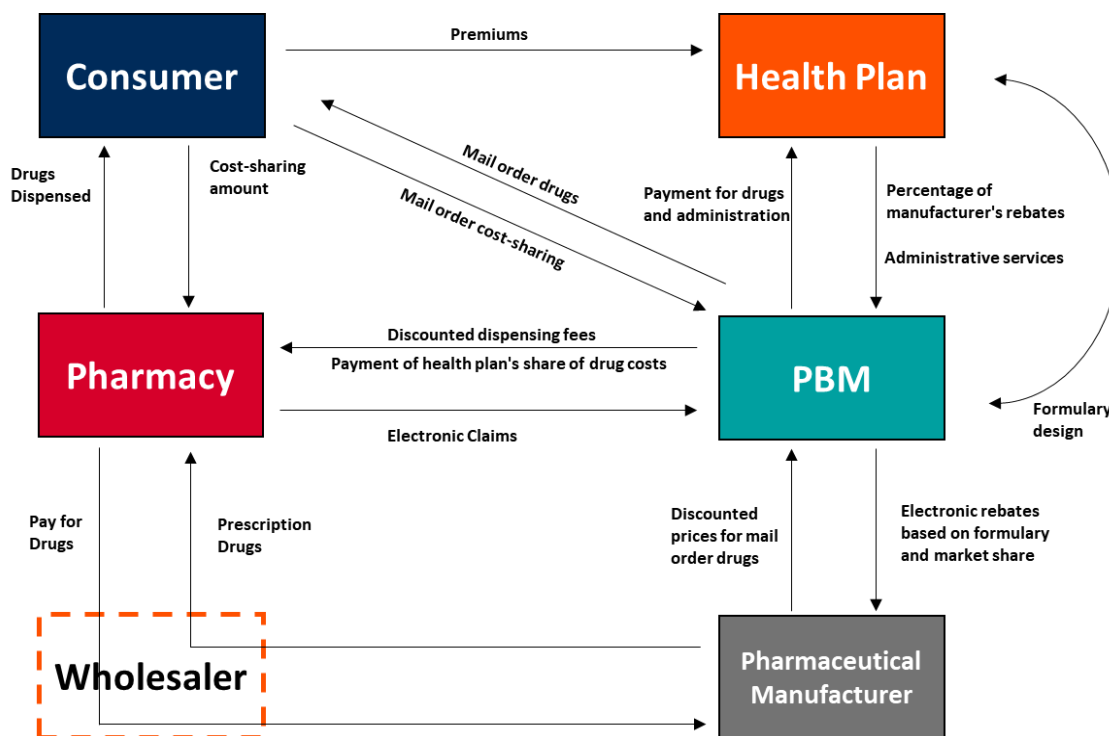 Consumer
Premiums
Health Plan
Drugs
Dispensed
Cost-sharing
amount
Mail order drugs
Mail order cost-sharing
Payment for drugs
and administration
Percentage of
manufacturer's rebates
Administrative services
Pharmacy
Discounted dispensing fees
Payment of health plan's share of drug costs
Electronic Claims
PBM
Formulary
design
Pay for
Drugs
Prescription
Drugs
Discounted
prices for mail
order drugs
Electronic rebates
based on formulary
and market share
Wholesaler
Pharmaceutical
Manufacturer